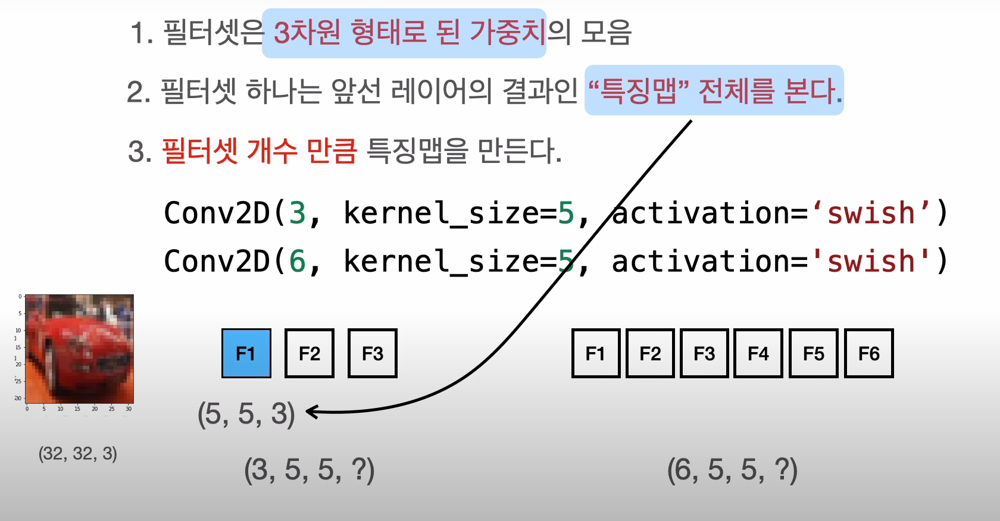 1. 필터셋은 3차원 형태로 된 가중치의 모음
2. 필터셋 하나는 앞선 레이어의 결과인 “특징맵” 전체를 본다.
3. 필터셋 개수 만큼 특징맵을 만든다.
Conv2D(3, kernel_size=5, activation=‘swish’)
Conv2D(6, kernel_size=5, activation='swish')
0
5
10
15
20
25
30
0 5 10 15 20 25 30
(32, 32, 3)
F1 F2 F3
(5, 5, 3)
(3, 5, 5, ?)
F1 F2 F3 F4 F5 F6
(6, 5, 5, ?)